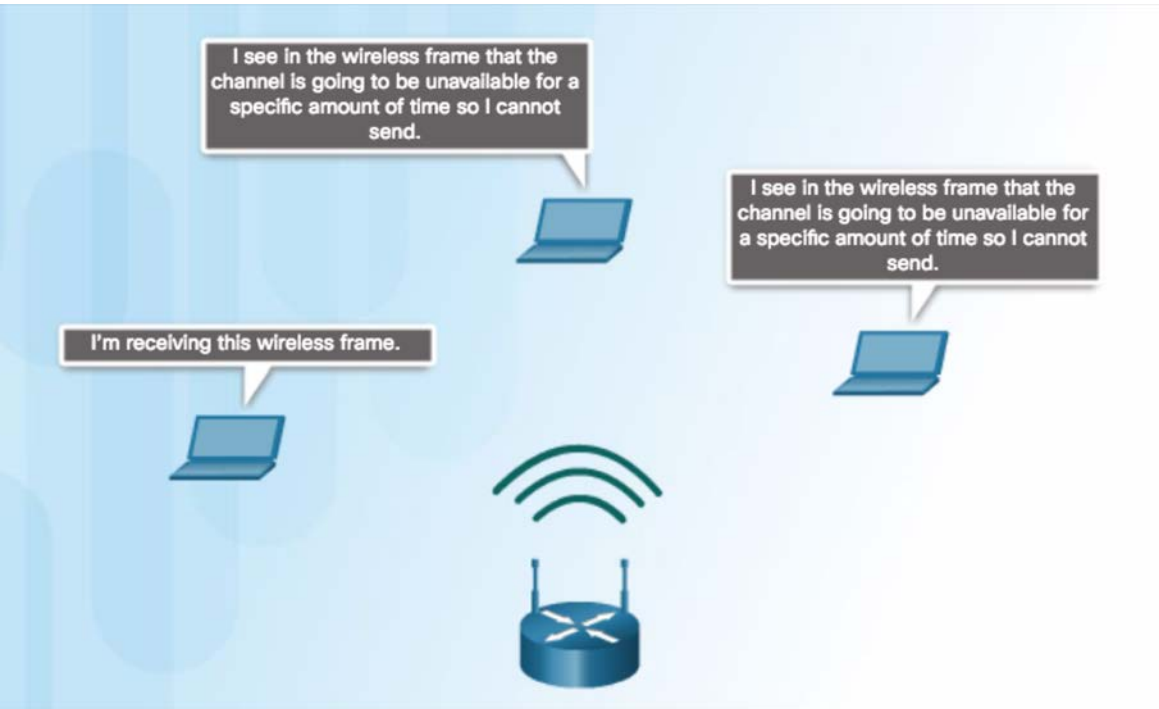 I see in the wireless frame that the
channel is going to be unavailable for a
specific amount of time so I cannot
send.
I see in the wireless frame that the
channel is going to be unavailable for
a specific amount of time so I cannot
send.
I'm receiving this wireless frame.